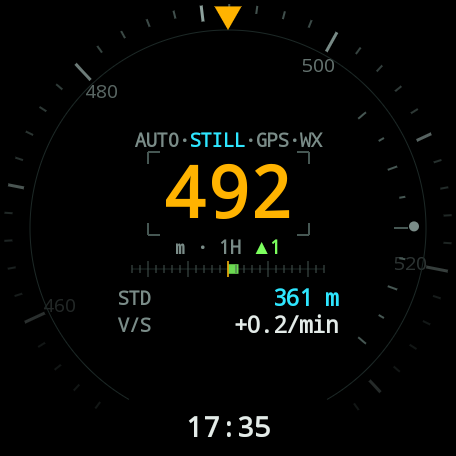 500
480
AUTO·STILL·GPS·WX
492
m · 1H ▲1
520
STD 361 m
460
V/S +0.2/min
17:35